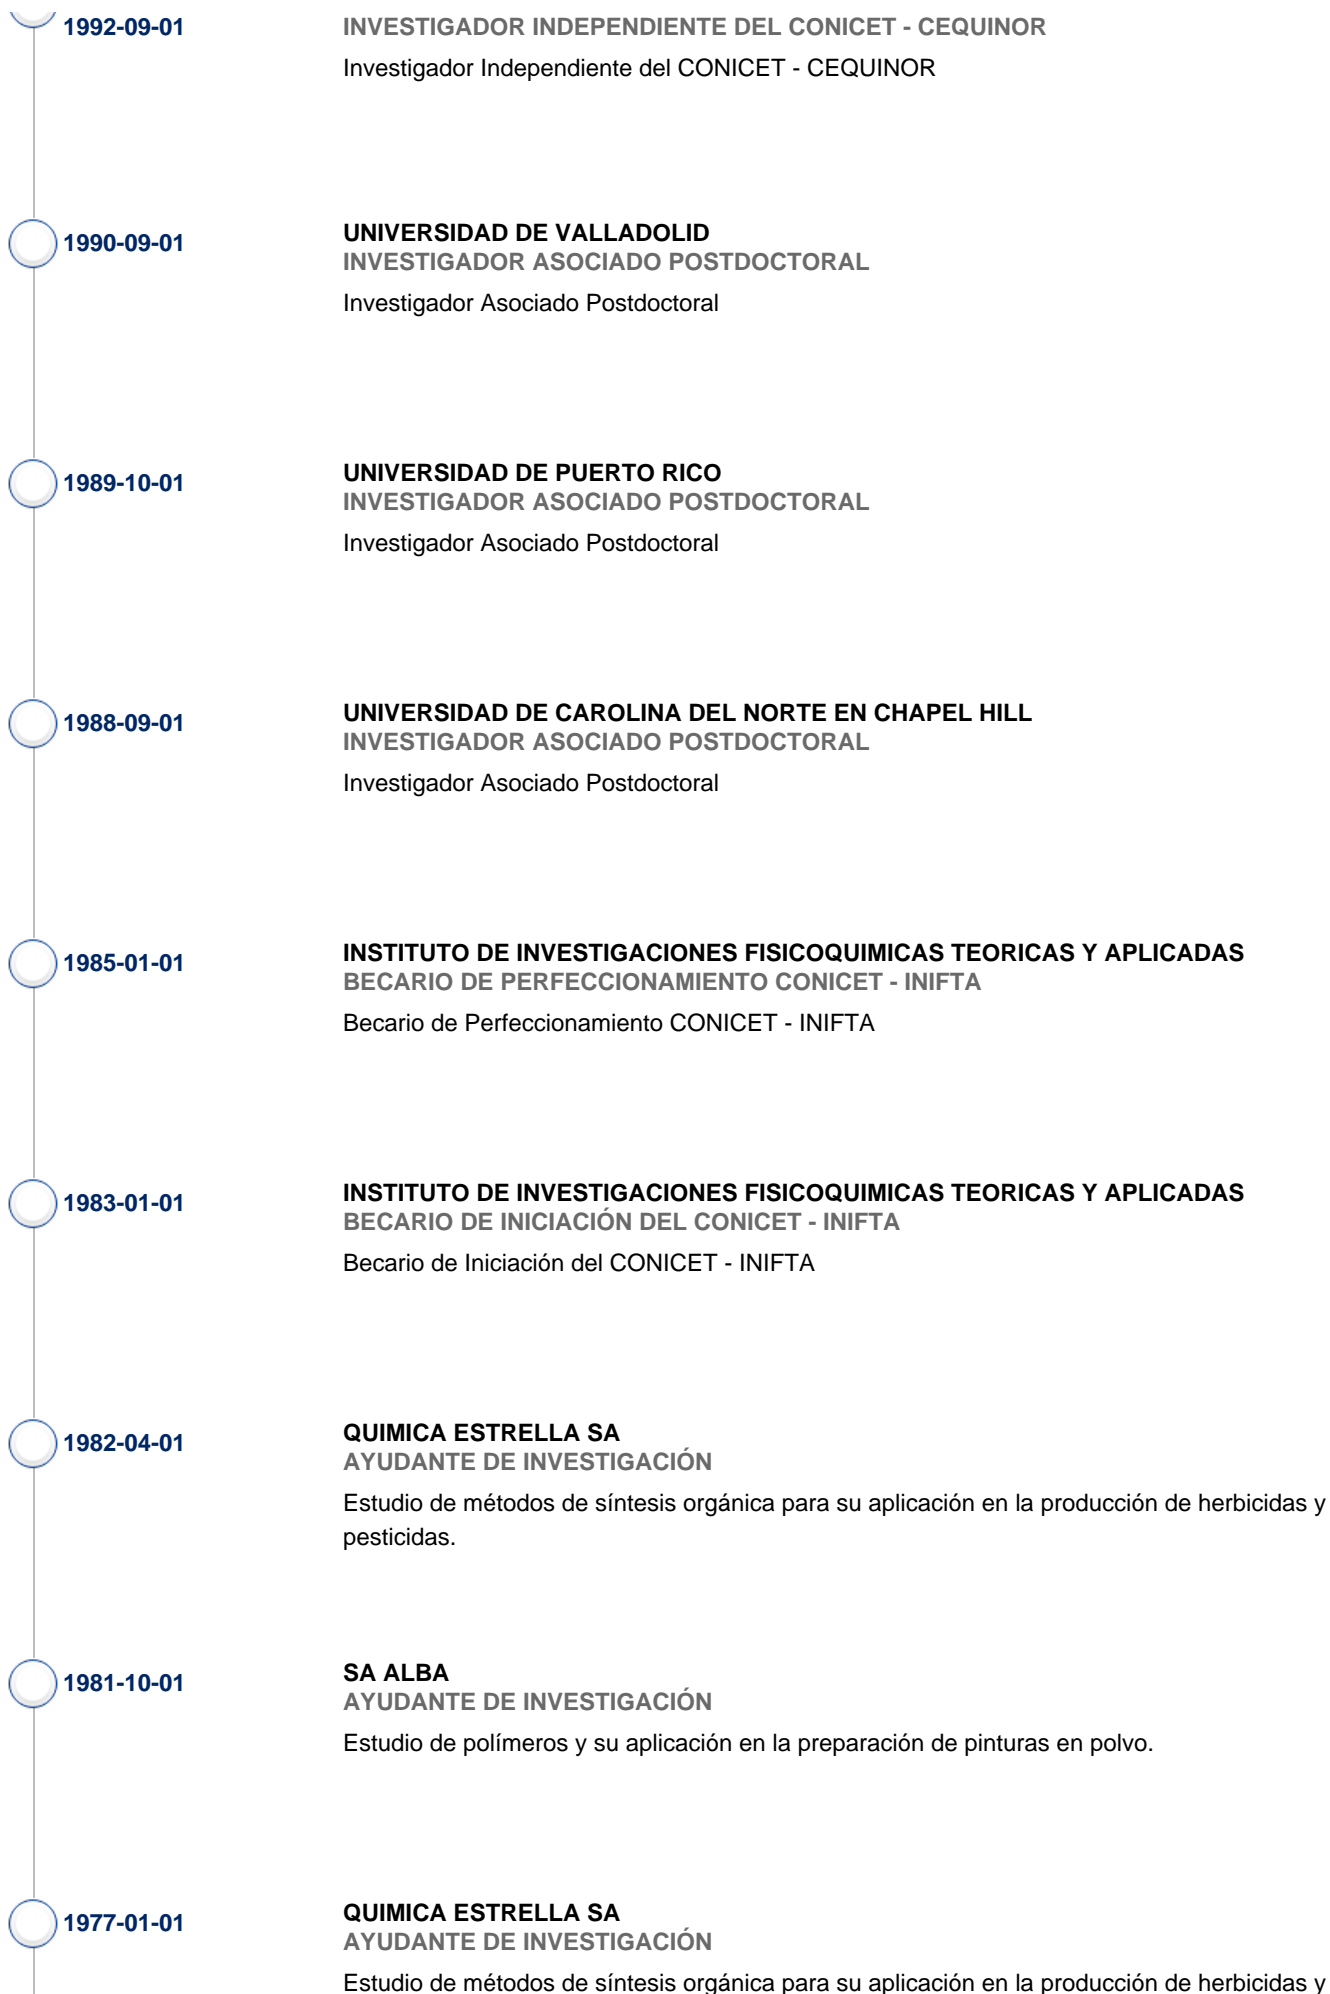 1992-09-01
INVESTIGADOR INDEPENDIENTE DEL CONICET - CEQUINOR
Investigador Independiente del CONICET - CEQUINOR
1990-09-01
UNIVERSIDAD DE VALLADOLID
INVESTIGADOR ASOCIADO POSTDOCTORAL
Investigador Asociado Postdoctoral
1989-10-01
UNIVERSIDAD DE PUERTO RICO
INVESTIGADOR ASOCIADO POSTDOCTORAL
Investigador Asociado Postdoctoral
1988-09-01
UNIVERSIDAD DE CAROLINA DEL NORTE EN CHAPEL HILL
INVESTIGADOR ASOCIADO POSTDOCTORAL
Investigador Asociado Postdoctoral
1985-01-01
INSTITUTO DE INVESTIGACIONES FISICOQUIMICAS TEORICAS Y APLICADAS
BECARIO DE PERFECCIONAMIENTO CONICET - INIFTA
Becario de Perfeccionamiento CONICET - INIFTA
1983-01-01
INSTITUTO DE INVESTIGACIONES FISICOQUIMICAS TEORICAS Y APLICADAS
BECARIO DE INICIACIÓN DEL CONICET - INIFTA
Becario de Iniciación del CONICET - INIFTA
1982-04-01
QUIMICA ESTRELLA SA
AYUDANTE DE INVESTIGACIÓN
Estudio de métodos de síntesis orgánica para su aplicación en la producción de herbicidas y
pesticidas.
1981-10-01
SA ALBA
AYUDANTE DE INVESTIGACIÓN
Estudio de polímeros y su aplicación en la preparación de pinturas en polvo.
1977-01-01
QUIMICA ESTRELLA SA
AYUDANTE DE INVESTIGACIÓN
Estudio de métodos de síntesis orgánica para su aplicación en la producción de herbicidas y